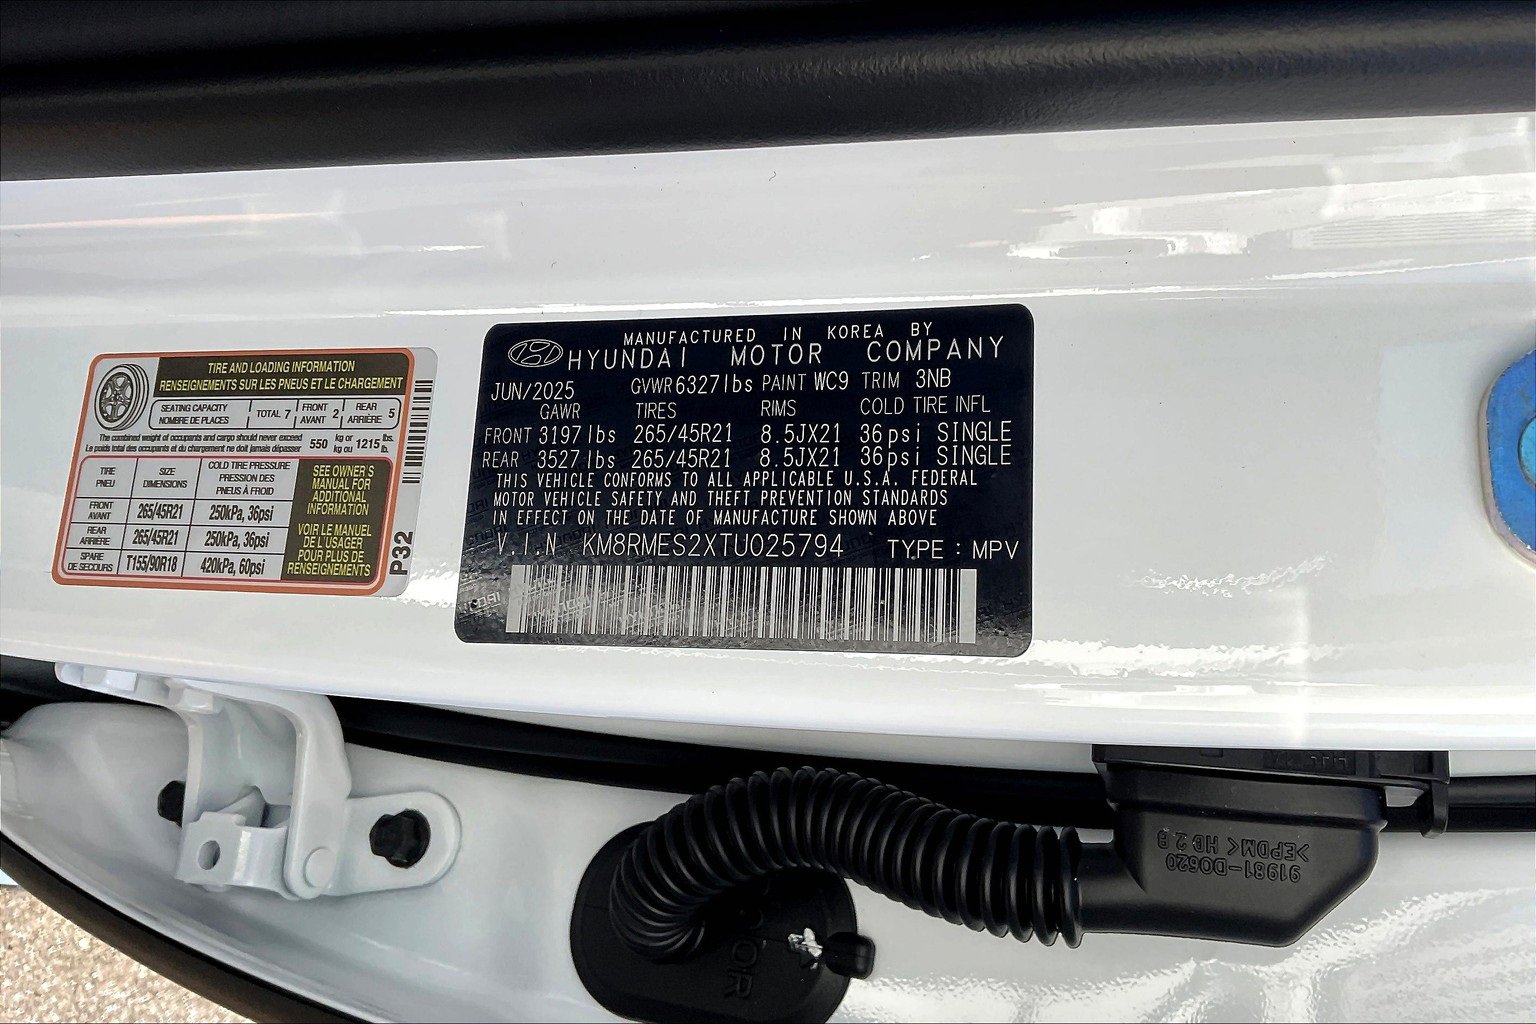 TIRE AND LOADING INFORMATION
RENSEIGNEMENTS SUR LES PNEUS ET LE CHARGEMENT
SEATING CAPACITY
NOMBRE DE PLACES
TOTAL 7
FRONT
AVANT 2
REAR
ARRIÈRE 5
The combined weight of occupants and cargo should never exceed
Le poids total des occupants et du chargement ne doit jamais dépasser
550 kg or
kg ou 1215 lbs.
lb.
TIRE
PNEU
SIZE
DIMENSIONS
COLD TIRE PRESSURE
PRESSION DES
PNEUS À FROID
FRONT
AVANT
265/45R21
250kPa, 36psi
REAR
ARRIÈRE
265/45R21
250kPa, 36psi
SPARE
DE SECOURS
T155/90R18
420kPa, 60psi
SEE OWNER'S
MANUAL FOR
ADDITIONAL
INFORMATION
VOIR LE MANUEL
DE L'USAGER
POUR PLUS DE
RENSEIGNEMENTS
P32
MANUFACTURED IN KOREA BY
HYUNDAI MOTOR COMPANY
JUN/2025 GVWR 6327lbs PAINT WC9 TRIM 3NB
GAWR TIRES RIMS COLD TIRE INFL
FRONT 3197lbs 265/45R21 8.5JX21 36psi SINGLE
REAR 3527lbs 265/45R21 8.5JX21 36psi SINGLE
THIS VEHICLE CONFORMS TO ALL APPLICABLE U.S.A. FEDERAL
MOTOR VEHICLE SAFETY AND THEFT PREVENTION STANDARDS
IN EFFECT ON THE DATE OF MANUFACTURE SHOWN ABOVE
V.I.N KM8RMES2XTU025794 TYPE : MPV
91981-DO620
>EPDM< HG 2 B